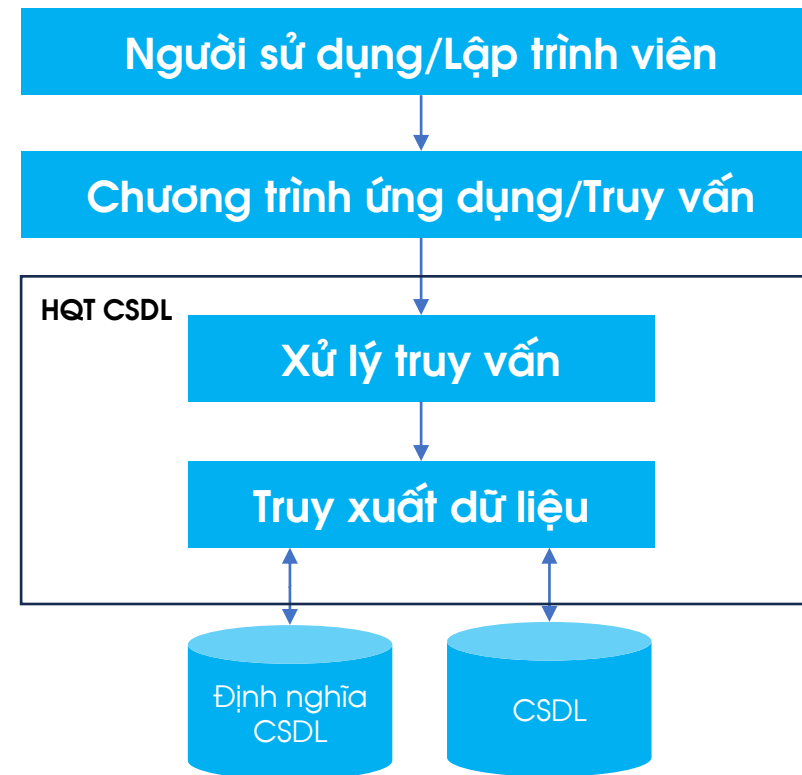 Người sử dụng/Lập trình viên
Chương trình ứng dụng/Truy vấn
HQT CSDL
Xử lý truy vấn
Truy xuất dữ liệu
Định nghĩa
CSDL
CSDL